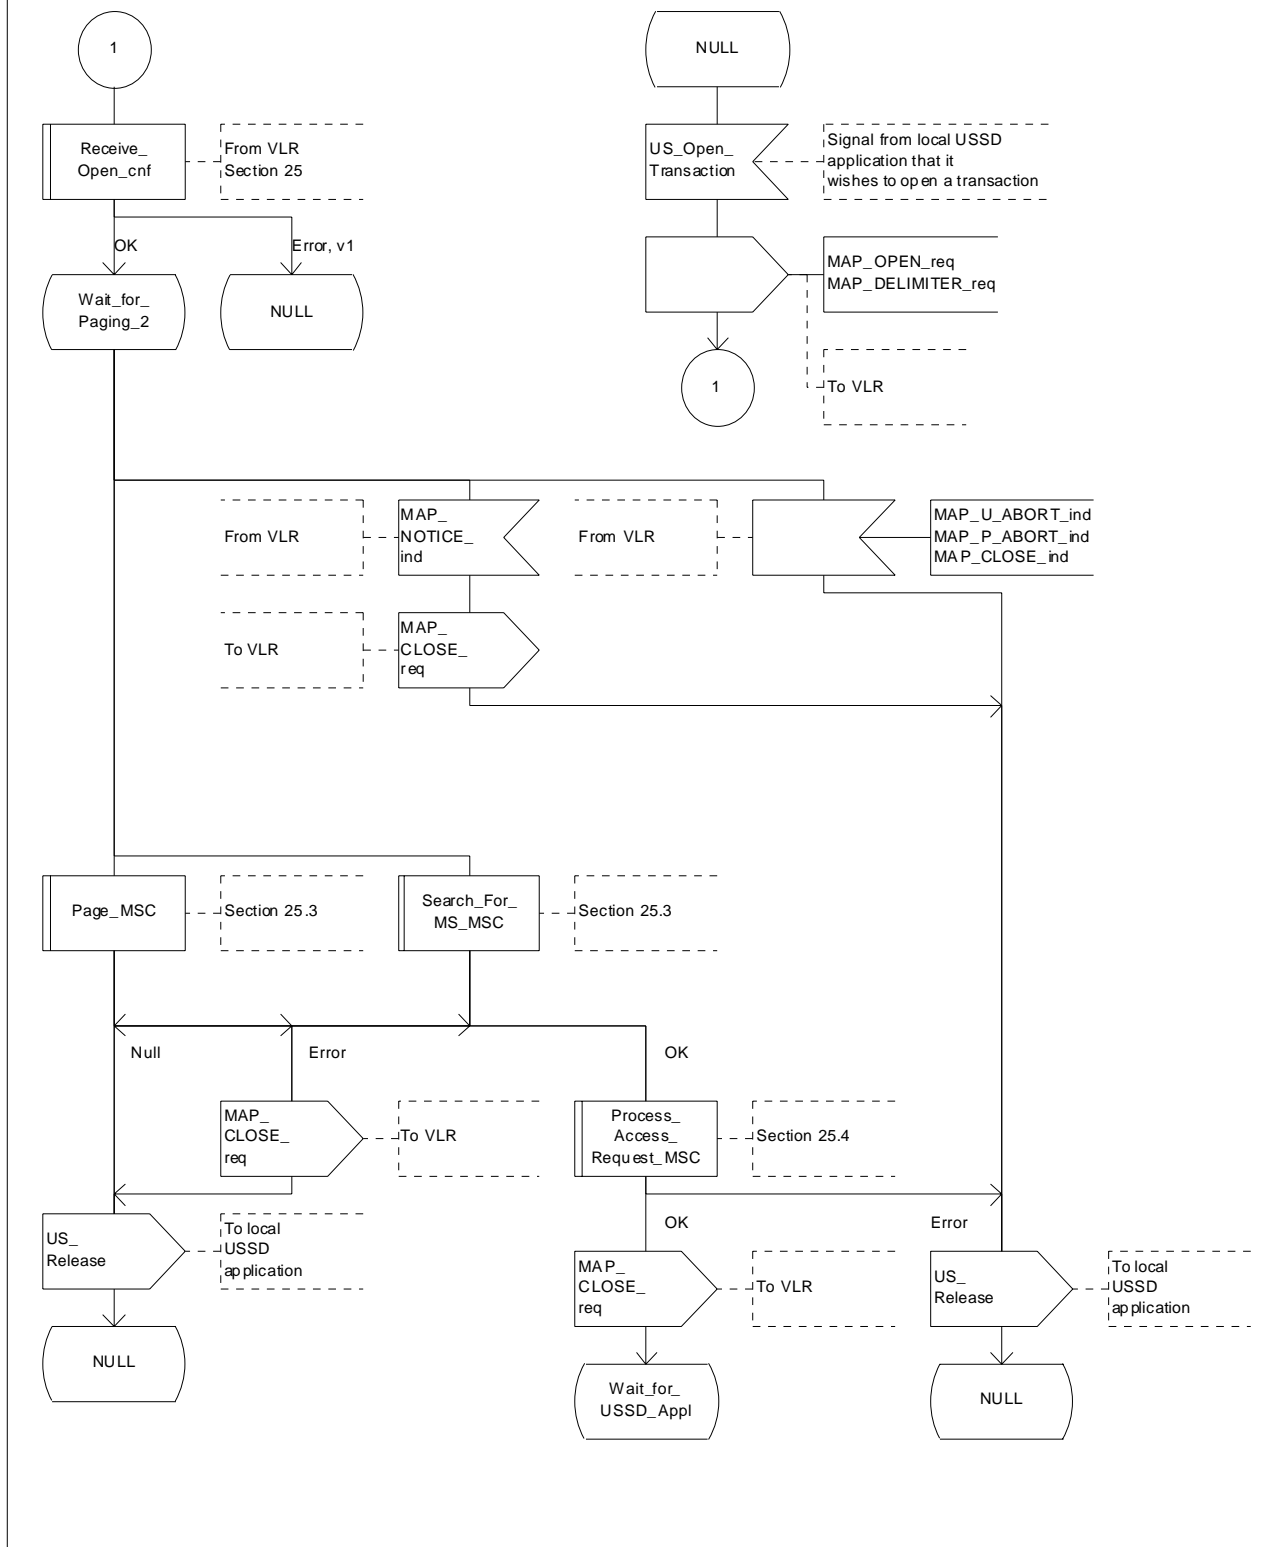 1
NULL
Receive_
Open_cnf
From VLR
Section 25
US_Open_
Transaction
Signal from local USSD
application that it
wishes to open a transaction
OK
Error, v1
MAP_OPEN_req
MAP_DELIMITER_req
Wait_for_
Paging_2
NULL
1
To VLR
From VLR
MAP_
NOTICE_
ind
From VLR
MAP_U_ABORT_ind
MAP_P_ABORT_ind
MAP_CLOSE_ind
To VLR
MAP_
CLOSE_
req
Page_MSC
Section 25.3
Search_For_
MS_MSC
Section 25.3
Null
Error
OK
MAP_
CLOSE_
req
To VLR
Process_
Access_
Request_MSC
Section 25.4
US_
Release
To local
USSD
application
OK
Error
MAP_
CLOSE_
req
To VLR
US_
Release
To local
USSD
application
NULL
Wait_for_
USSD_Appl
NULL